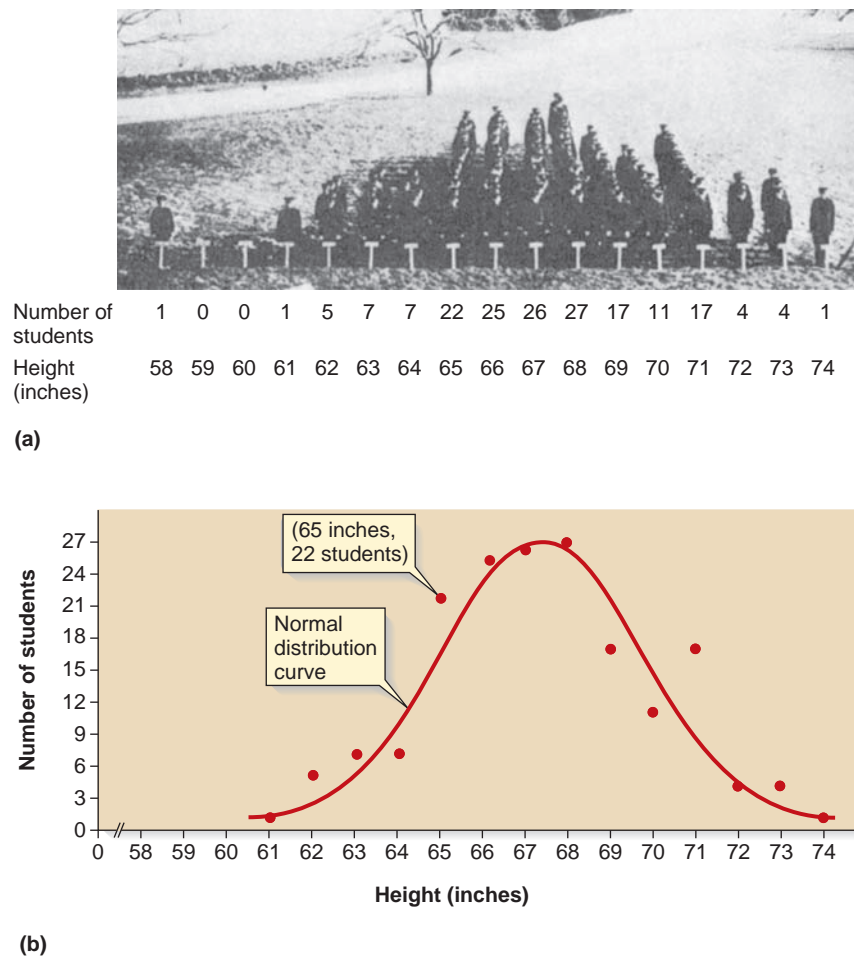 Number of students 1 0 0 1 5 7 7 22 25 26 27 17 11 17 4 4 1
Height (inches) 58 59 60 61 62 63 64 65 66 67 68 69 70 71 72 73 74
(a)
Number of students
27
24
21
18
15
12
9
6
3
0
(65 inches,
22 students)
Normal
distribution
curve
0 58 59 60 61 62 63 64 65 66 67 68 69 70 71 72 73 74
Height (inches)
(b)